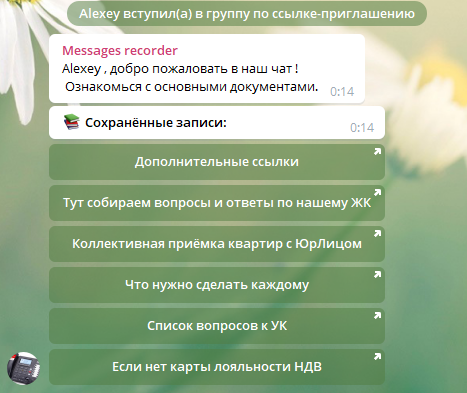 Alexey вступил(а) в группу по ссылке-приглашению
Messages recorder
Alexey , добро пожаловать в наш чат !
Ознакомься с основными документами.
0:14
📚 Сохранённые записи:
0:14
Дополнительные ссылки
Тут собираем вопросы и ответы по нашему ЖК
Коллективная приёмка квартир с ЮрЛицом
Что нужно сделать каждому
Список вопросов к УК
Если нет карты лояльности НДВ